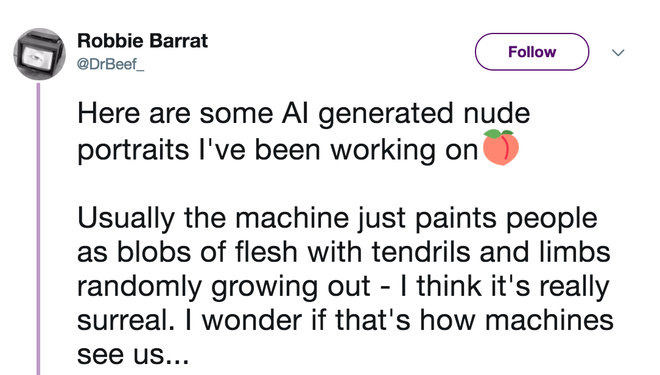 Robbie Barrat
@DrBeef_
Follow
Here are some AI generated nude
portraits I've been working on🍑
Usually the machine just paints people
as blobs of flesh with tendrils and limbs
randomly growing out - I think it's really
surreal. I wonder if that's how machines
see us...